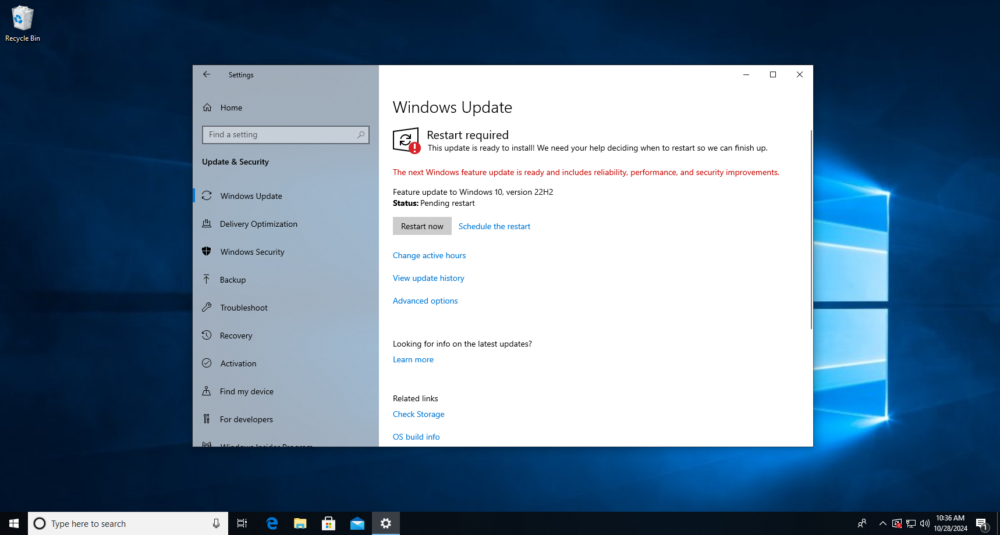 Recycle Bin
Settings
Home
Find a setting
Update & Security
Windows Update
Delivery Optimization
Windows Security
Backup
Troubleshoot
Recovery
Activation
Find my device
For developers
Windows Insider Program
Windows Update
Restart required
This update is ready to install! We need your help deciding when to restart so we can finish up.
The next Windows feature update is ready and includes reliability, performance, and security improvements.
Feature update to Windows 10, version 22H2
Status: Pending restart
Restart now
Schedule the restart
Change active hours
View update history
Advanced options
Looking for info on the latest updates?
Learn more
Related links
Check Storage
OS build info
Type here to search
10:36 AM
10/28/2024
1